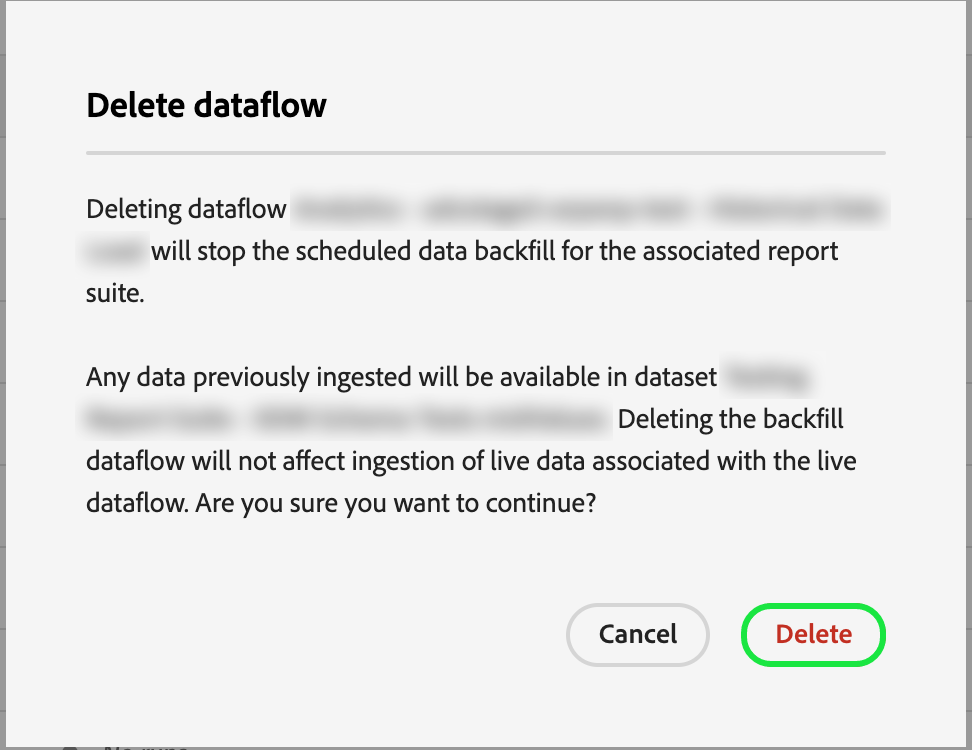 Delete dataflow
Deleting dataflow
will stop the scheduled data backfill for the associated report
suite.
Any data previously ingested will be available in dataset
Deleting the backfill
dataflow will not affect ingestion of live data associated with the live
dataflow. Are you sure you want to continue?
Cancel
Delete